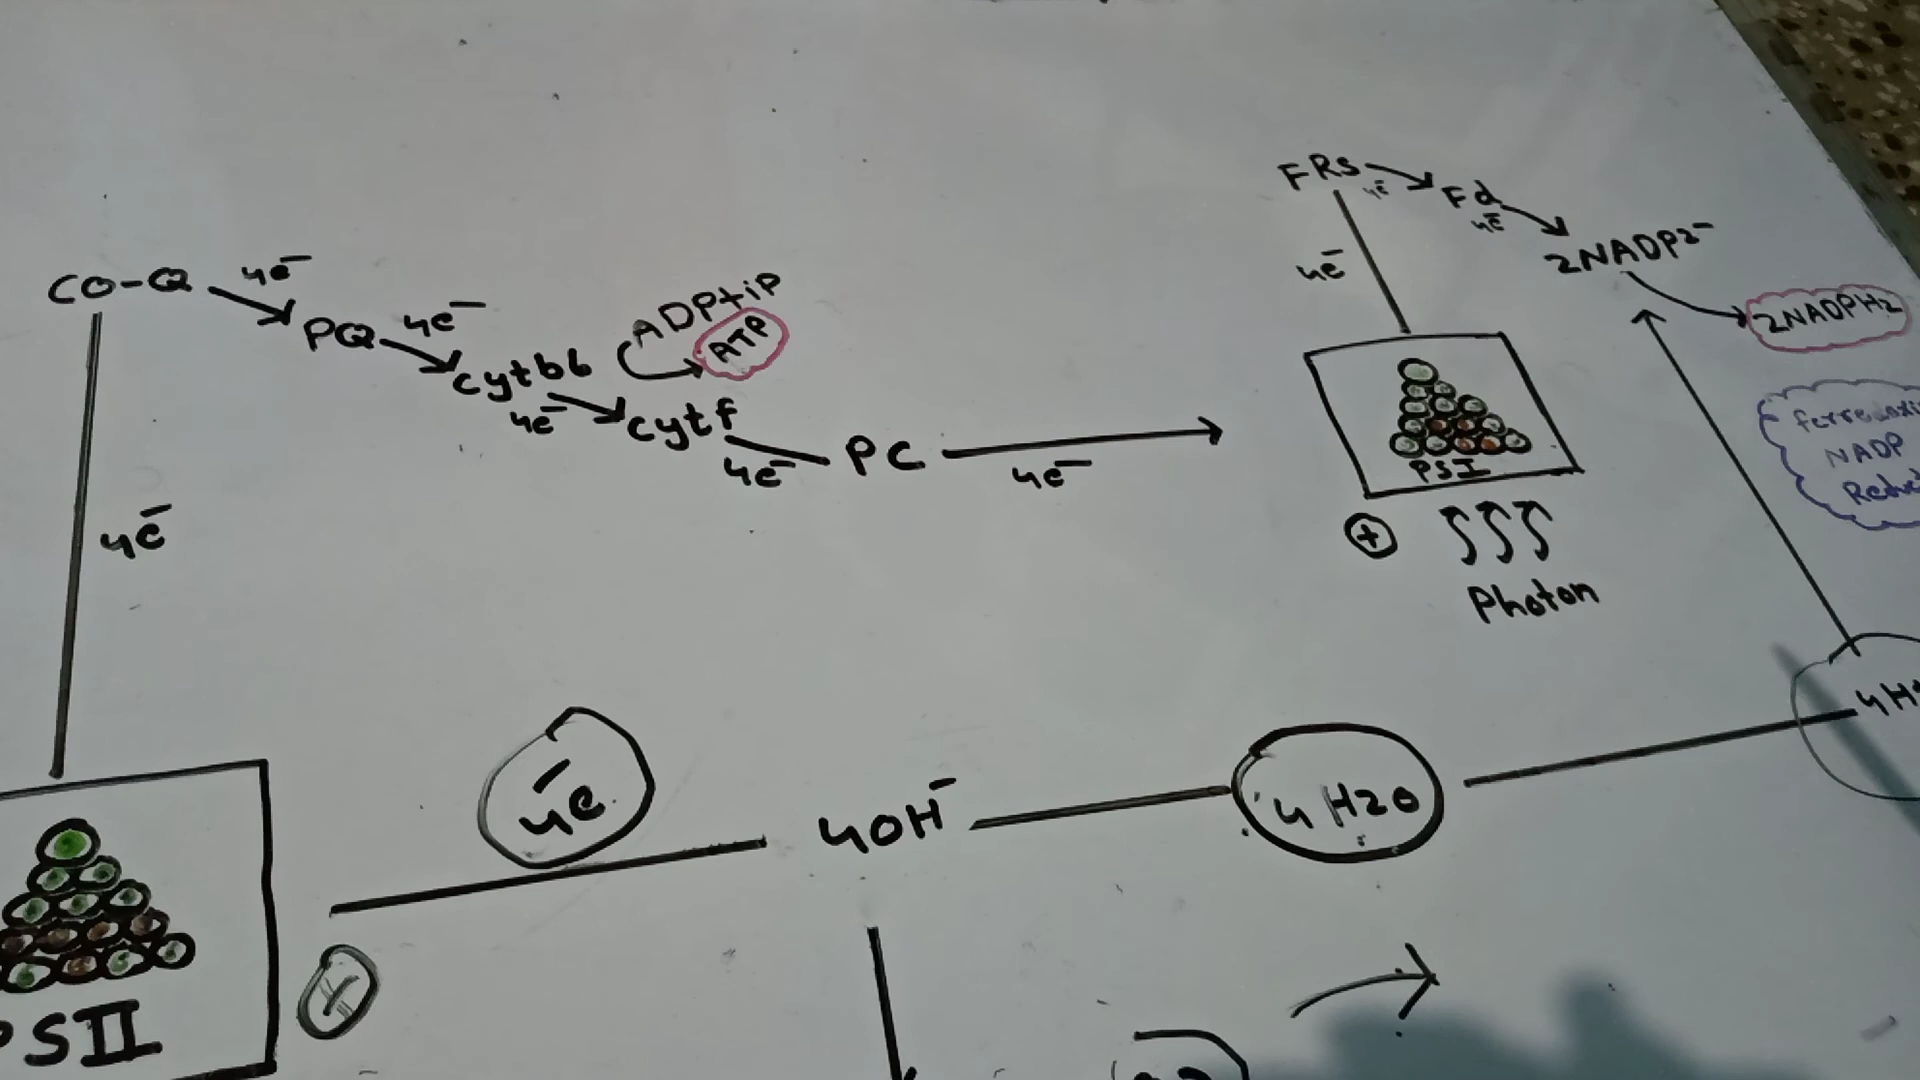 FRS
4e⁻
Fd
4e⁻
2NADP2⁻
2NADPH2
4e⁻
CO-Q
4e⁻
PQ
4e⁻
cytb6
ADP+iP
ATP
4e⁻
cytf
4e⁻
PC
4e⁻
PSI
+
Photon
NADP
4e⁻
4e⁻
4OH⁻
4H2O
PSII